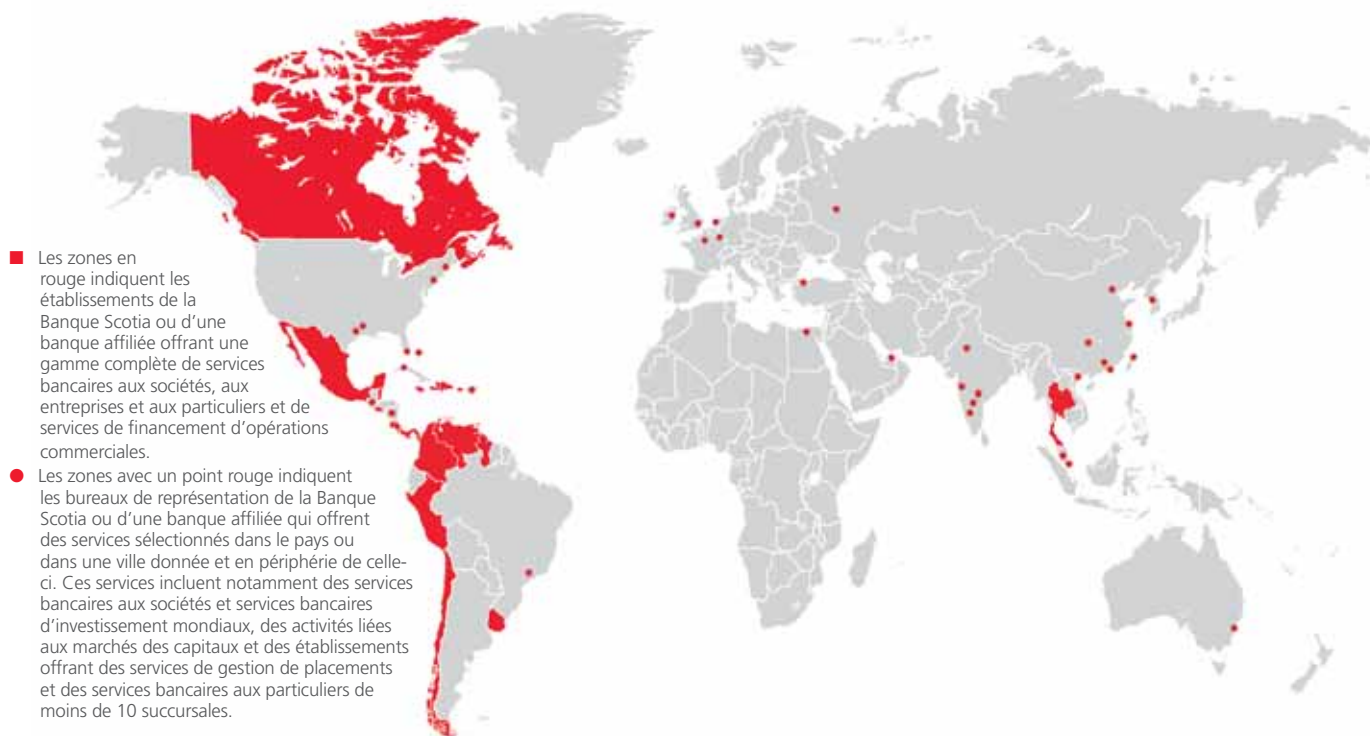 Les zones en
rouge indiquent les
établissements de la
Banque Scotia ou d'une
banque affiliée offrant une
gamme complète de services
bancaires aux sociétés, aux
entreprises et aux particuliers et de
services de financement d'opérations
commerciales.
Les zones avec un point rouge indiquent
les bureaux de représentation de la Banque
Scotia ou d'une banque affiliée qui offrent
des services sélectionnés dans le pays ou
dans une ville donnée et en périphérie de celle-
ci. Ces services incluent notamment des services
bancaires aux sociétés et services bancaires
d'investissement mondiaux, des activités liées
aux marchés des capitaux et des établissements
offrant des services de gestion de placements
et des services bancaires aux particuliers de
moins de 10 succursales.